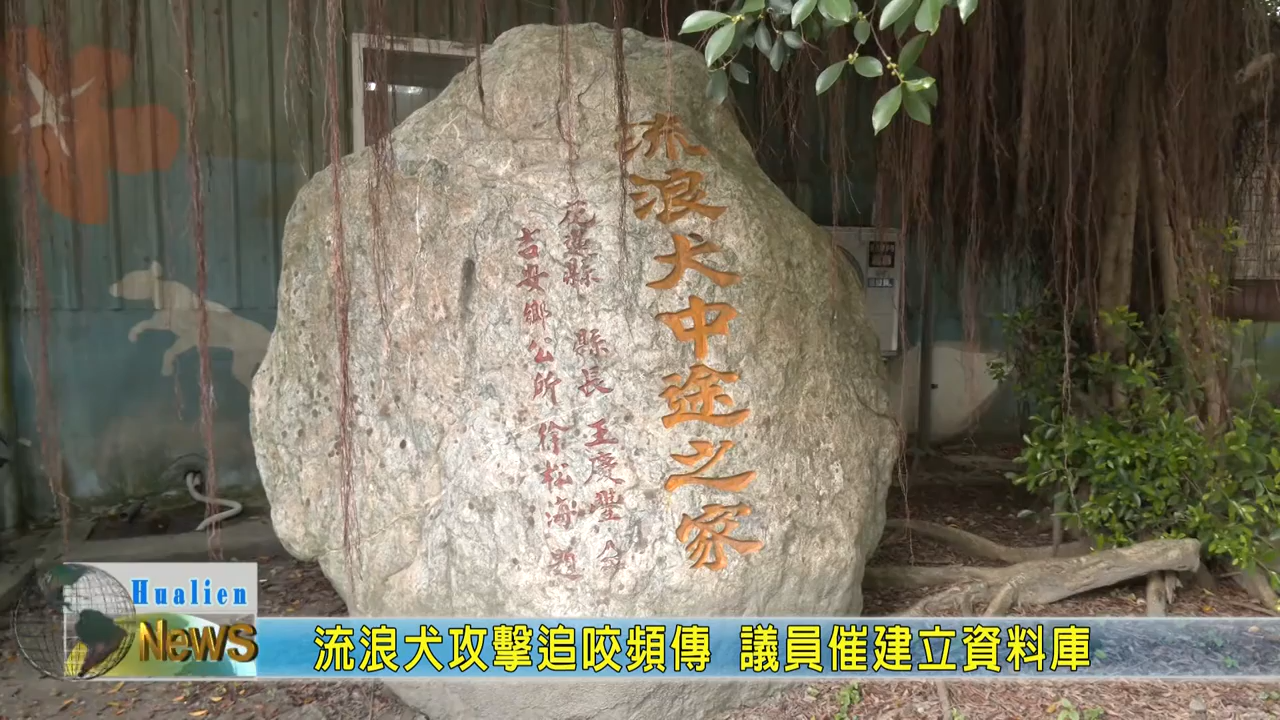 流浪犬中途之家
花蓮縣 縣長 王慶豐
吉安鄉公所 徐松海 題
Hualien
News
流浪犬攻擊追咬頻傳 議員催建立資料庫